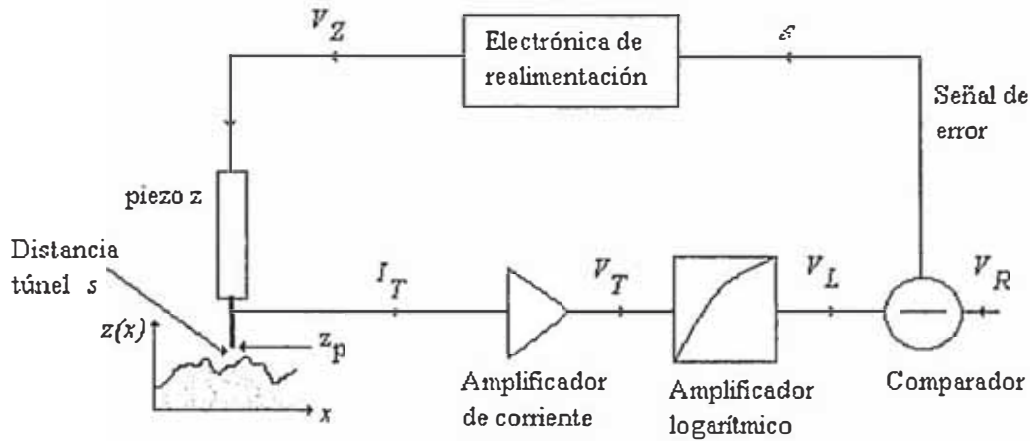 V_Z
Electrónica de
realimentación
ε
Señal de
error
piezo z
Distancia
túnel s
I_T
V_T
V_L
V_R
z(x)
z_p
x
Amplificador
de corriente
Amplificador
logarítmico
Comparador